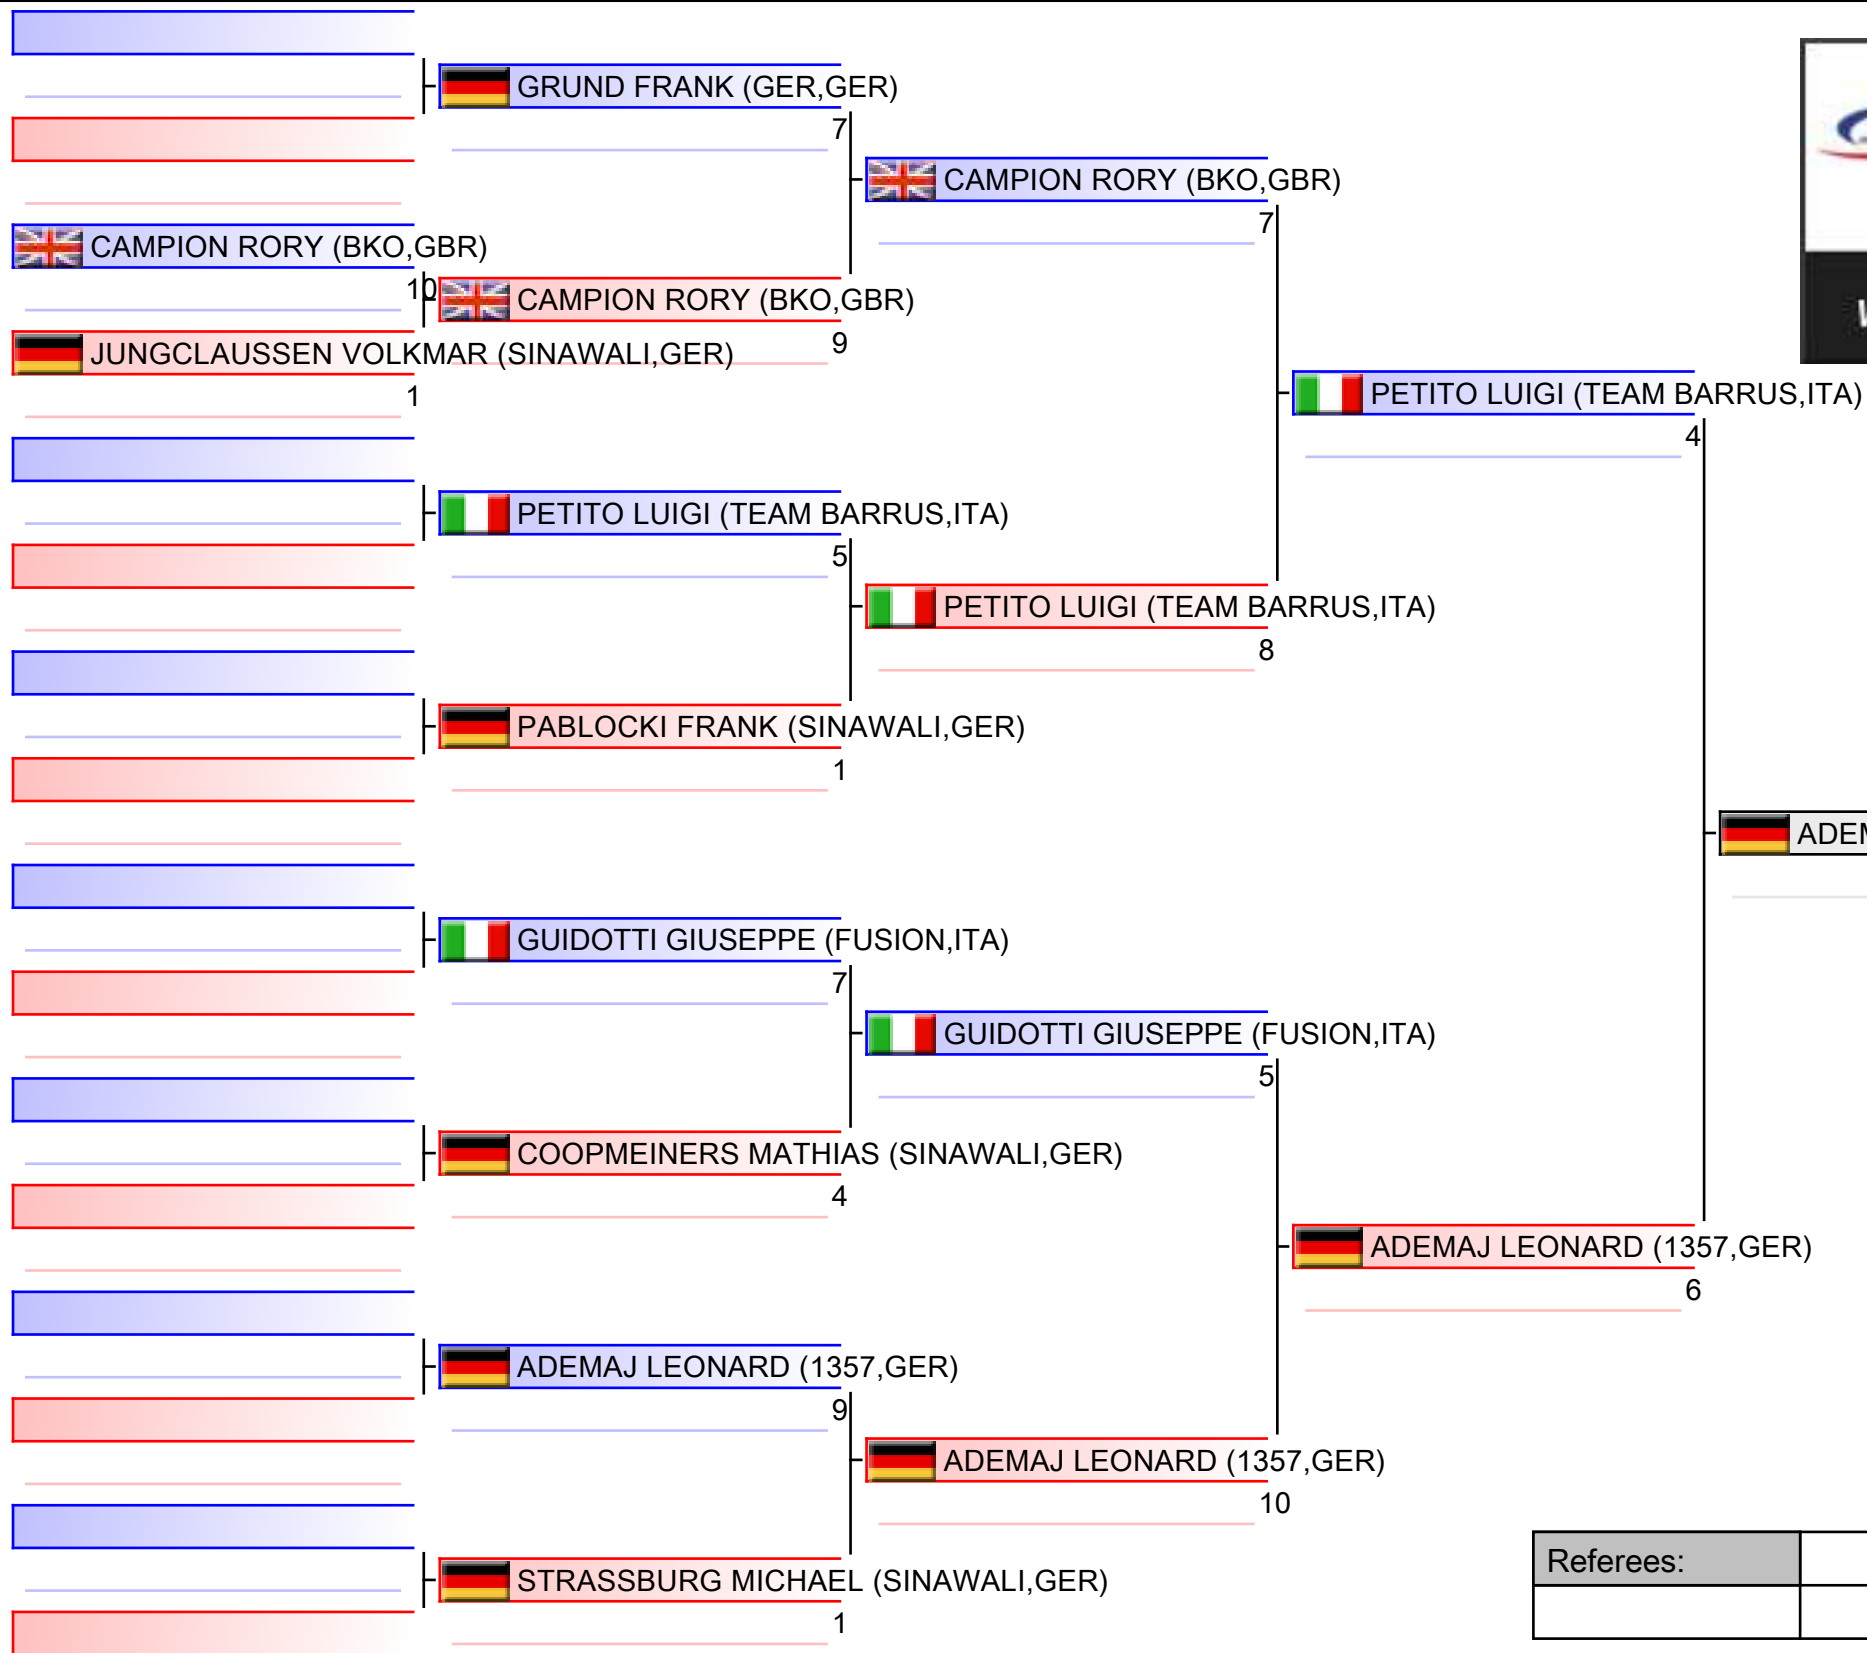 GRUND FRANK (GER,GER)
7
CAMPION RORY (BKO,GBR)
7
CAMPION RORY (BKO,GBR)
10
CAMPION RORY (BKO,GBR)
9
JUNGCLAUSSEN VOLKMAR (SINAWALI,GER)
1
PETITO LUIGI (TEAM BARRUS,ITA)
4
PETITO LUIGI (TEAM BARRUS,ITA)
5
PETITO LUIGI (TEAM BARRUS,ITA)
8
PABLOCKI FRANK (SINAWALI,GER)
1
GUIDOTTI GIUSEPPE (FUSION,ITA)
7
GUIDOTTI GIUSEPPE (FUSION,ITA)
5
COOPMEINERS MATHIAS (SINAWALI,GER)
4
ADEMAJ LEONARD (1357,GER)
6
ADEMAJ LEONARD (1357,GER)
9
ADEMAJ LEONARD (1357,GER)
10
STRASSBURG MICHAEL (SINAWALI,GER)
1
Referees: